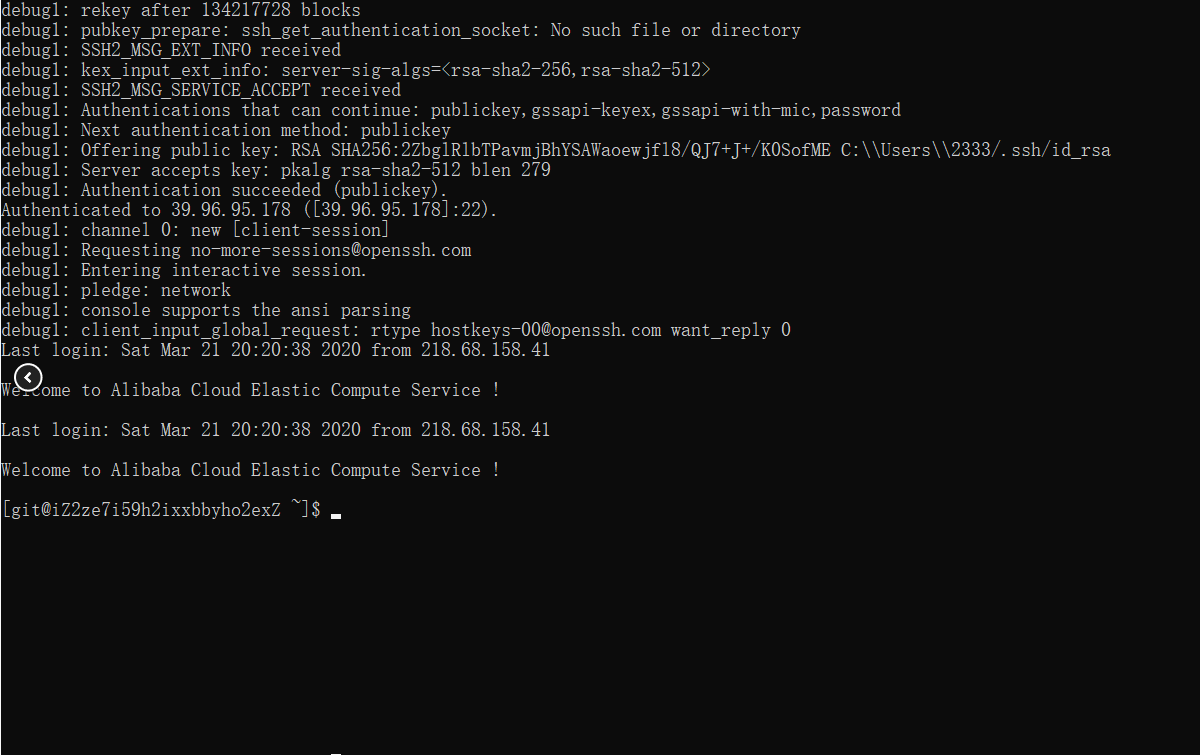 debug1: rekey after 134217728 blocks
debug1: pubkey_prepare: ssh_get_authentication_socket: No such file or directory
debug1: SSH2_MSG_EXT_INFO received
debug1: kex_input_ext_info: server-sig-algs=<rsa-sha2-256,rsa-sha2-512>
debug1: SSH2_MSG_SERVICE_ACCEPT received
debug1: Authentications that can continue: publickey,gssapi-keyex,gssapi-with-mic,password
debug1: Next authentication method: publickey
debug1: Offering public key: RSA SHA256:2ZbglRlbTPavmjBhYSAWaoewjfl8/QJ7+J+/K0SofME C:\\Users\\2333/.ssh/id_rsa
debug1: Server accepts key: pkalg rsa-sha2-512 blen 279
debug1: Authentication succeeded (publickey).
Authenticated to 39.96.95.178 ([39.96.95.178]:22).
debug1: channel 0: new [client-session]
debug1: Requesting no-more-sessions@openssh.com
debug1: Entering interactive session.
debug1: pledge: network
debug1: console supports the ansi parsing
debug1: client_input_global_request: rtype hostkeys-00@openssh.com want_reply 0
Last login: Sat Mar 21 20:20:38 2020 from 218.68.158.41
Welcome to Alibaba Cloud Elastic Compute Service !
Last login: Sat Mar 21 20:20:38 2020 from 218.68.158.41
Welcome to Alibaba Cloud Elastic Compute Service !
[git@iZ2ze7i59h2ixxbbyho2exZ ~]$